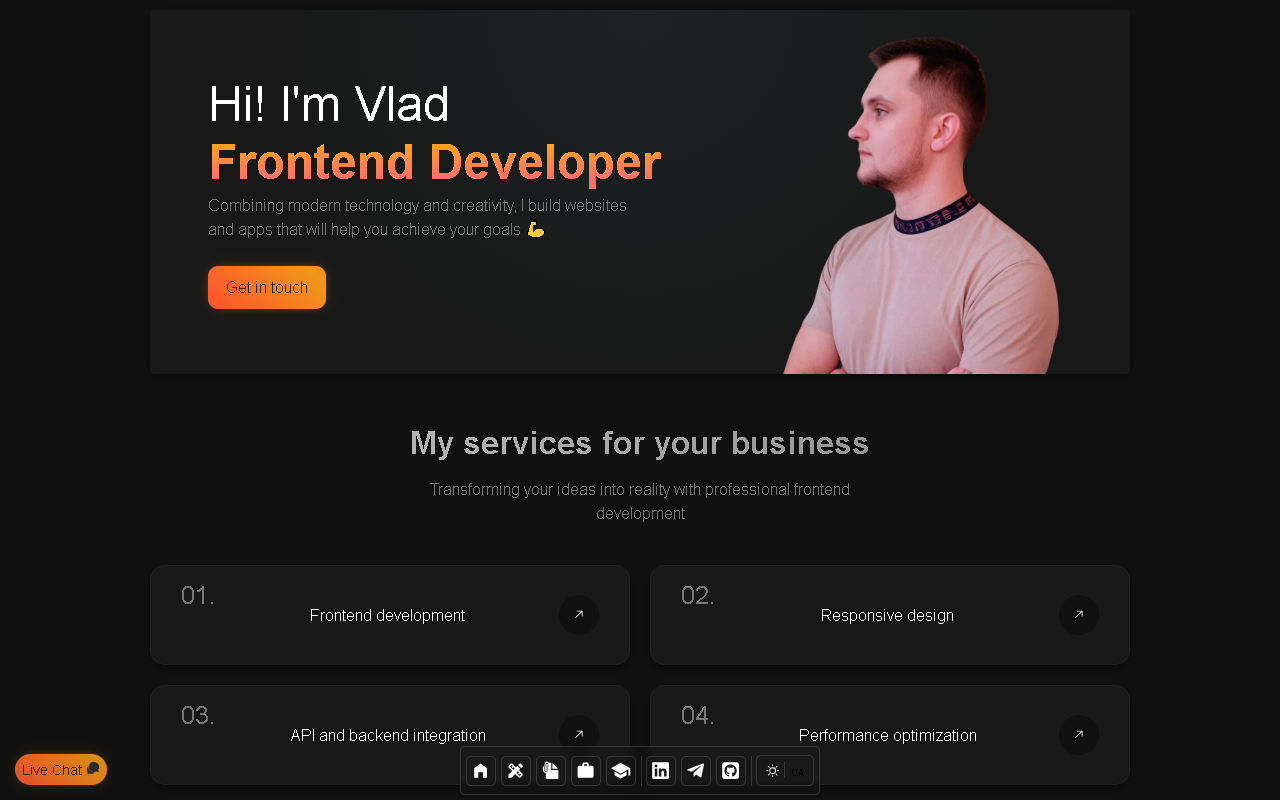 Hi! I'm Vlad
Frontend Developer
Combining modern technology and creativity, I build websites
and apps that will help you achieve your goals 💪
Get in touch
My services for your business
Transforming your ideas into reality with professional frontend
development
01.
Frontend development
02.
Responsive design
03.
API and backend integration
04.
Performance optimization
Live Chat
in
UA